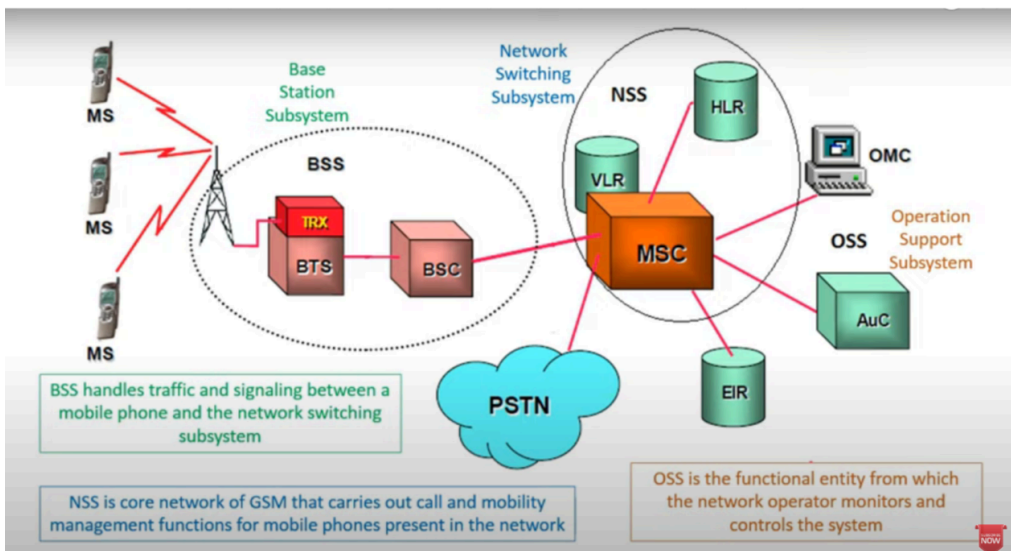 MS
MS
MS
Base
Station
Subsystem
BSS
TRX
BTS
BSC
Network
Switching
Subsystem
NSS
HLR
VLR
MSC
OMC
OSS
Operation
Support
Subsystem
AuC
EIR
PSTN
BSS handles traffic and signaling between a
mobile phone and the network switching
subsystem
NSS is core network of GSM that carries out call and mobility
management functions for mobile phones present in the network
OSS is the functional entity from which
the network operator monitors and
controls the system
NOW